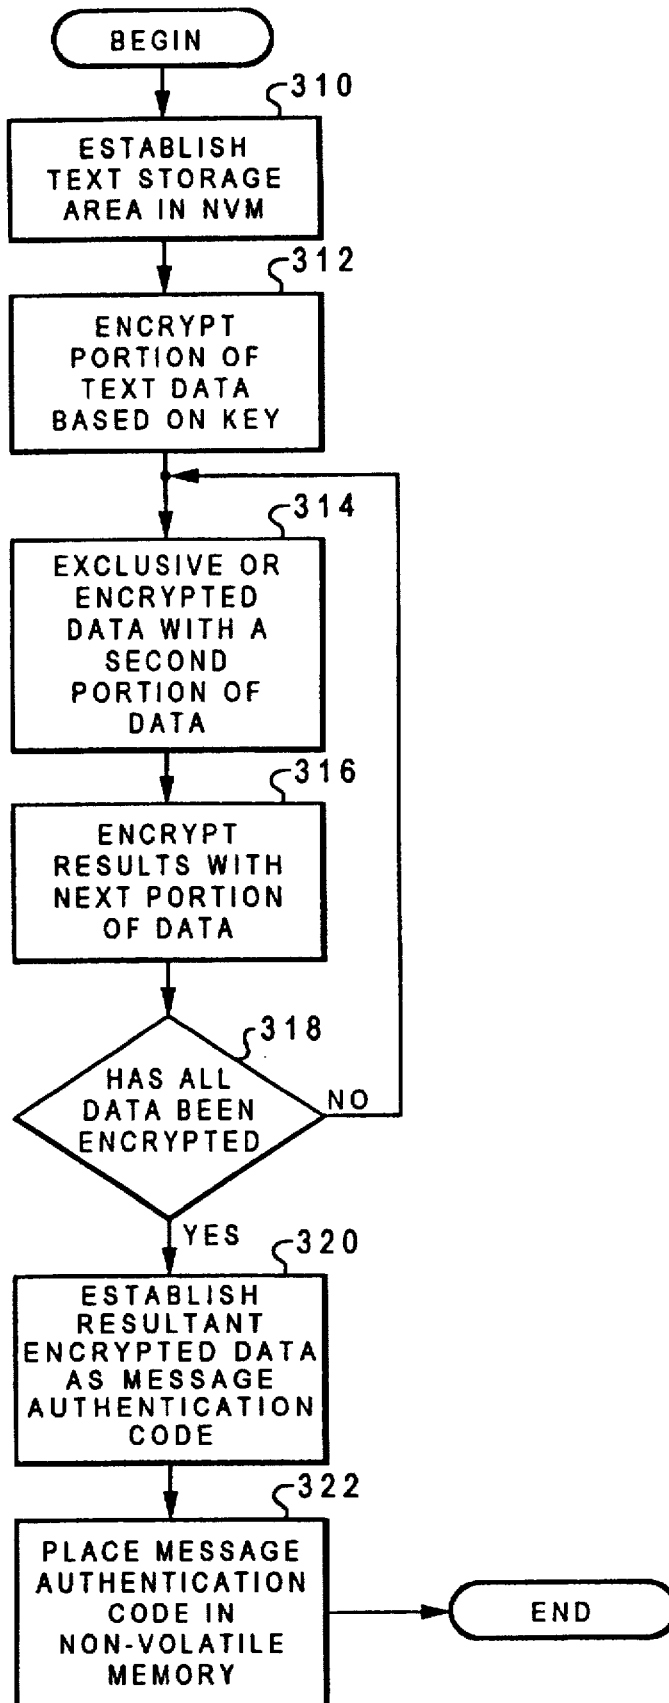 BEGIN
310
ESTABLISH
TEXT STORAGE
AREA IN NVM
312
ENCRYPT
PORTION OF
TEXT DATA
BASED ON KEY
314
EXCLUSIVE OR
ENCRYPTED
DATA WITH A
SECOND
PORTION OF
DATA
316
ENCRYPT
RESULTS WITH
NEXT PORTION
OF DATA
318
HAS ALL
DATA BEEN
ENCRYPTED
NO
YES
320
ESTABLISH
RESULTANT
ENCRYPTED DATA
AS MESSAGE
AUTHENTICATION
CODE
322
PLACE MESSAGE
AUTHENTICATION
CODE IN
NON-VOLATILE
MEMORY
END